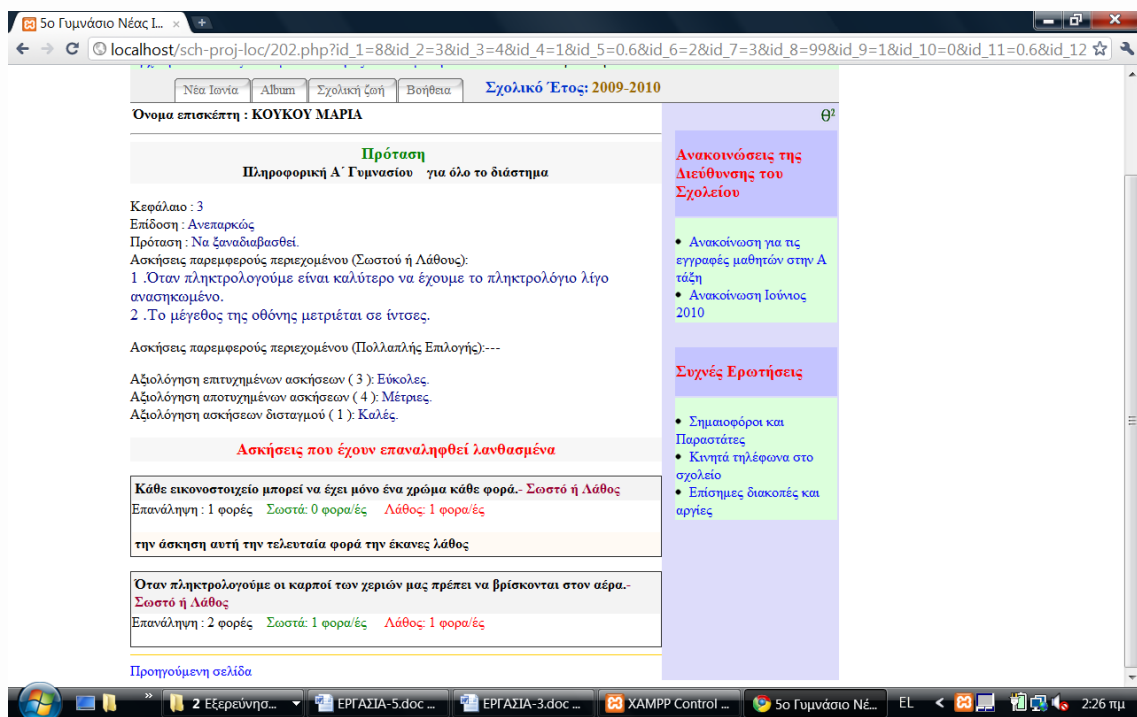 5ο Γυμνάσιο Νέας Ι...
localhost/sch-proj-loc/202.php?id_1=8&id_2=3&id_3=4&id_4=1&id_5=0.6&id_6=2&id_7=3&id_8=99&id_9=1&id_10=0&id_11=0.6&id_12
Νέα Ιωνία Album Σχολική ζωή Βοήθεια Σχολικό Έτος: 2009-2010
Όνομα επισκέπτη : ΚΟΥΚΟΥ ΜΑΡΙΑ
θ²
Πρόταση
Πληροφορική Α΄ Γυμνασίου για όλο το διάστημα
Κεφάλαιο : 3
Επίδοση : Ανεπαρκώς
Πρόταση : Να ξαναδιαβασθεί.
Ασκήσεις παρεμφερούς περιεχομένου (Σωστού ή Λάθους):
1 .Όταν πληκτρολογούμε είναι καλύτερο να έχουμε το πληκτρολόγιο λίγο
ανασηκωμένο.
2 .Το μέγεθος της οθόνης μετριέται σε ίντσες.
Ασκήσεις παρεμφερούς περιεχομένου (Πολλαπλής Επιλογής):---
Αξιολόγηση επιτυχημένων ασκήσεων ( 3 ): Εύκολες.
Αξιολόγηση αποτυχημένων ασκήσεων ( 4 ): Μέτριες.
Αξιολόγηση ασκήσεων δισταγμού ( 1 ): Καλές.
Ασκήσεις που έχουν επαναληφθεί λανθασμένα
Κάθε εικονοστοιχείο μπορεί να έχει μόνο ένα χρώμα κάθε φορά.- Σωστό ή Λάθος
Επανάληψη : 1 φορές Σωστά: 0 φορα/ές Λάθος: 1 φορα/ές
την άσκηση αυτή την τελευταία φορά την έκανες λάθος
Όταν πληκτρολογούμε οι καρποί των χεριών μας πρέπει να βρίσκονται στον αέρα.-
Σωστό ή Λάθος
Επανάληψη : 2 φορές Σωστά: 1 φορα/ές Λάθος: 1 φορα/ές
Προηγούμενη σελίδα
Ανακοινώσεις της
Διεύθυνσης του
Σχολείου
Ανακοίνωση για τις
εγγραφές μαθητών στην Α
τάξη
Ανακοίνωση Ιούνιος
2010
Συχνές Ερωτήσεις
Σημαιοφόροι και
Παραστάτες
Κινητά τηλέφωνα στο
σχολείο
Επίσημες διακοπές και
αργίες
2 Εξερεύνησ... ΕΡΓΑΣΙΑ-5.doc ... ΕΡΓΑΣΙΑ-3.doc ... XAMPP Control ... 5ο Γυμνάσιο Νέ... EL 2:26 πμ